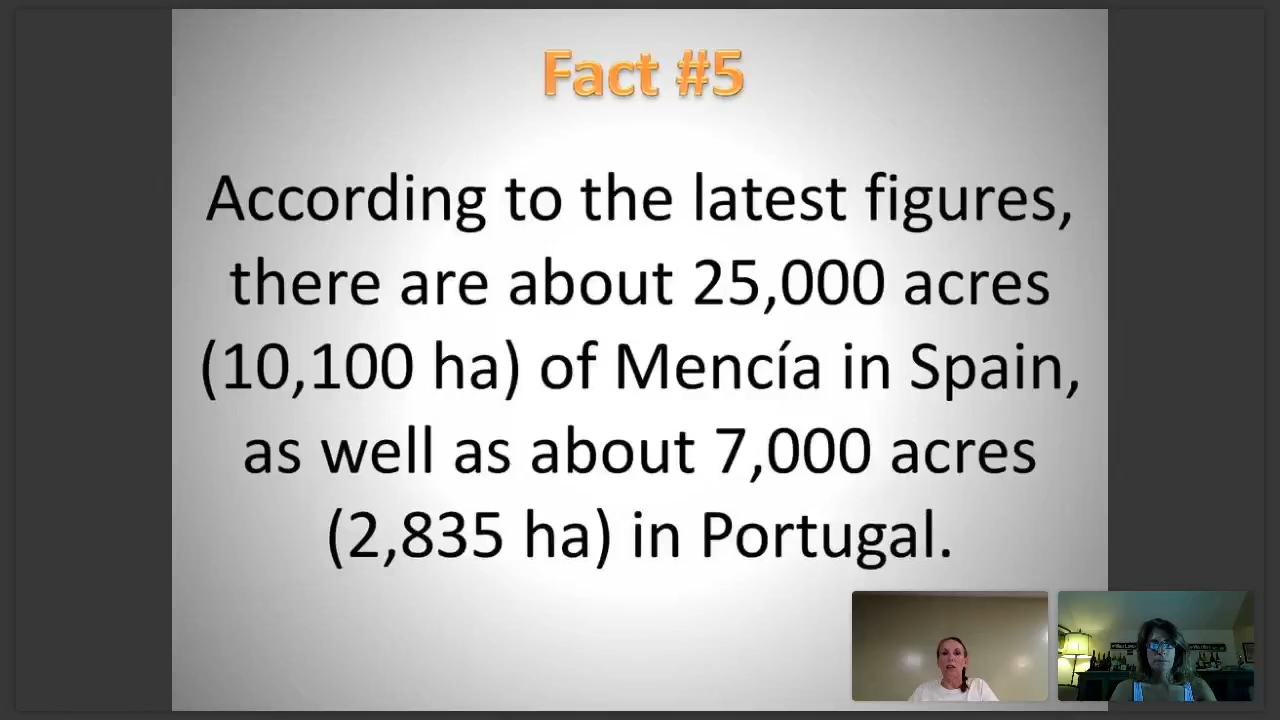 Fact #5
According to the latest figures,
there are about 25,000 acres
(10,100 ha) of Mencía in Spain,
as well as about 7,000 acres
(2,835 ha) in Portugal.